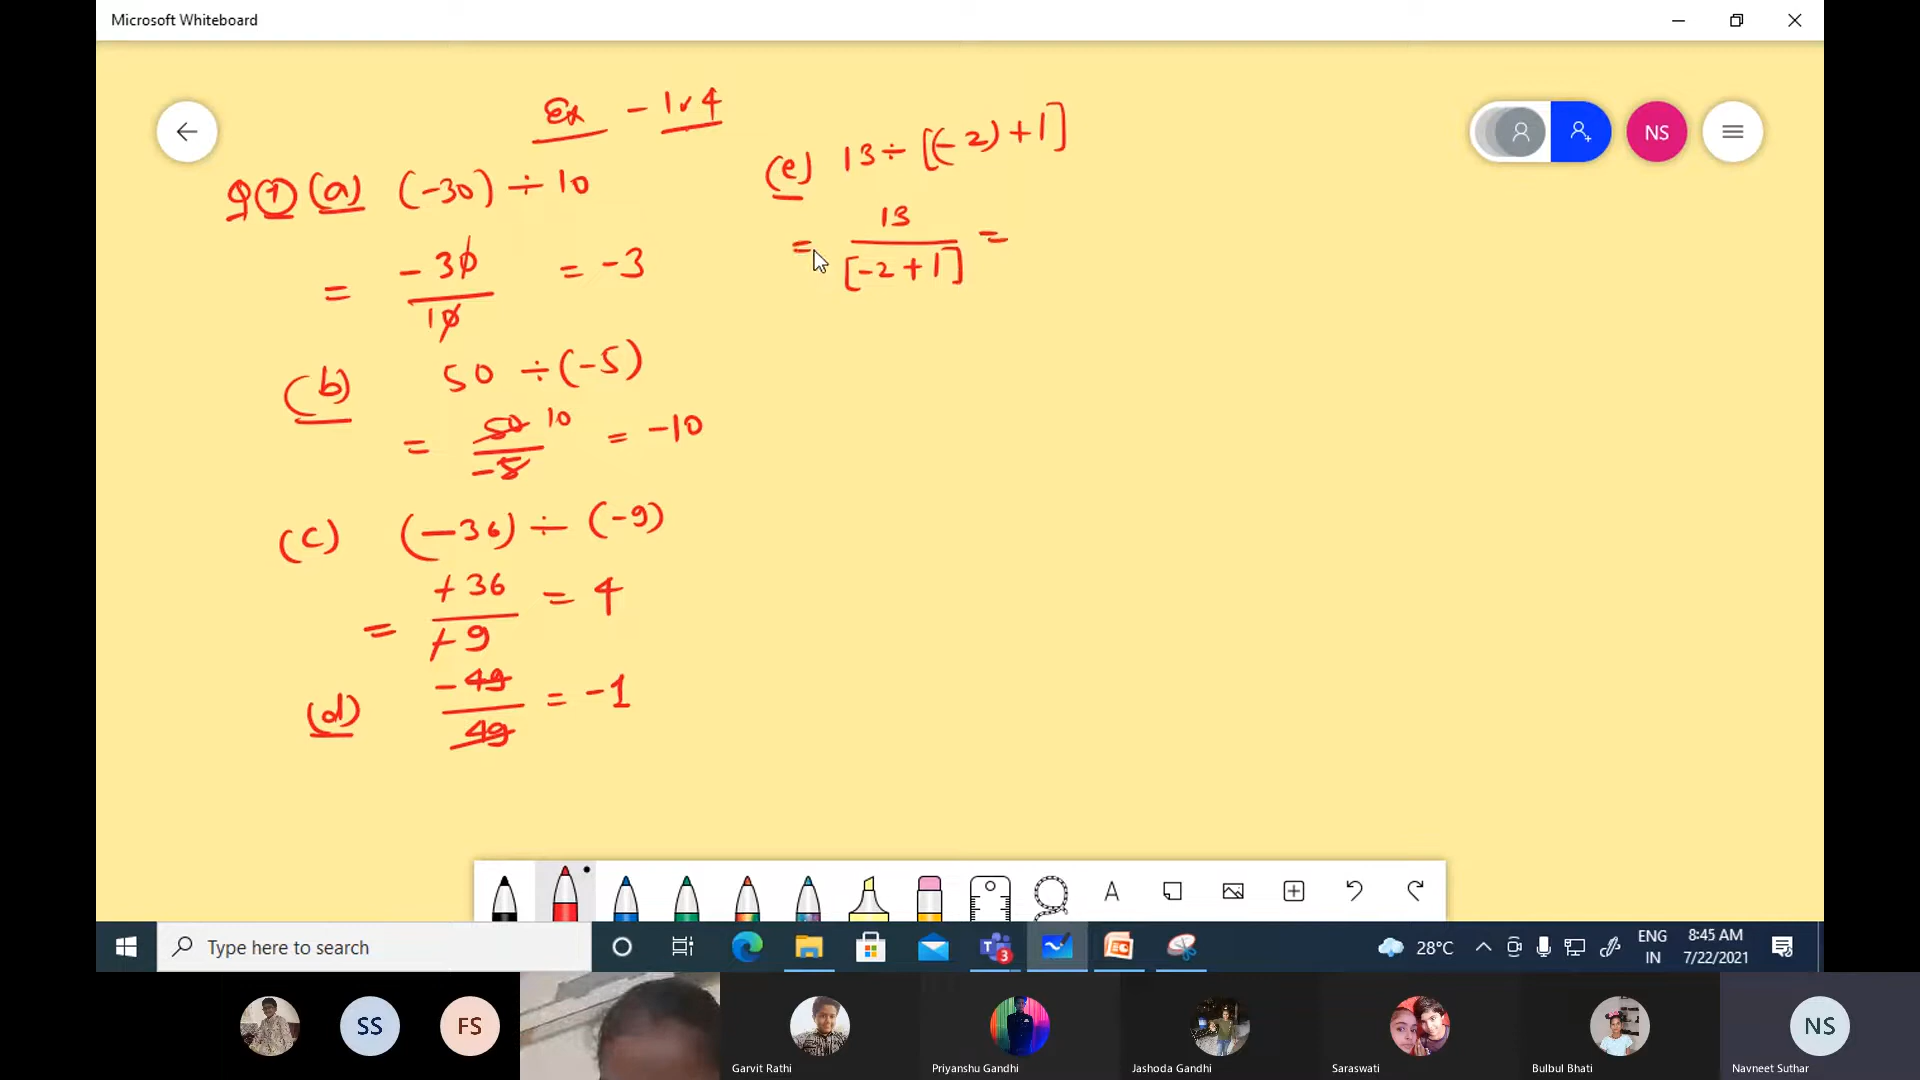 Microsoft Whiteboard
Ex - 1.4
Q ① (a) (-30) ÷ 10
= -30/10 = -3
(b) 50 ÷ (-5)
= 50/-5 10 = -10
(c) (-36) ÷ (-9)
= +36/+9 = 4
(d) -49/49 = -1
(e) 13 ÷ [(-2) + 1]
= 13/[-2 + 1] =
NS
A
Type here to search
3
28°C
ENG
IN
8:45 AM
7/22/2021
SS
FS
NS
Garvit Rathi
Priyanshu Gandhi
Jashoda Gandhi
Saraswati
Bulbul Bhati
Navneet Suthar